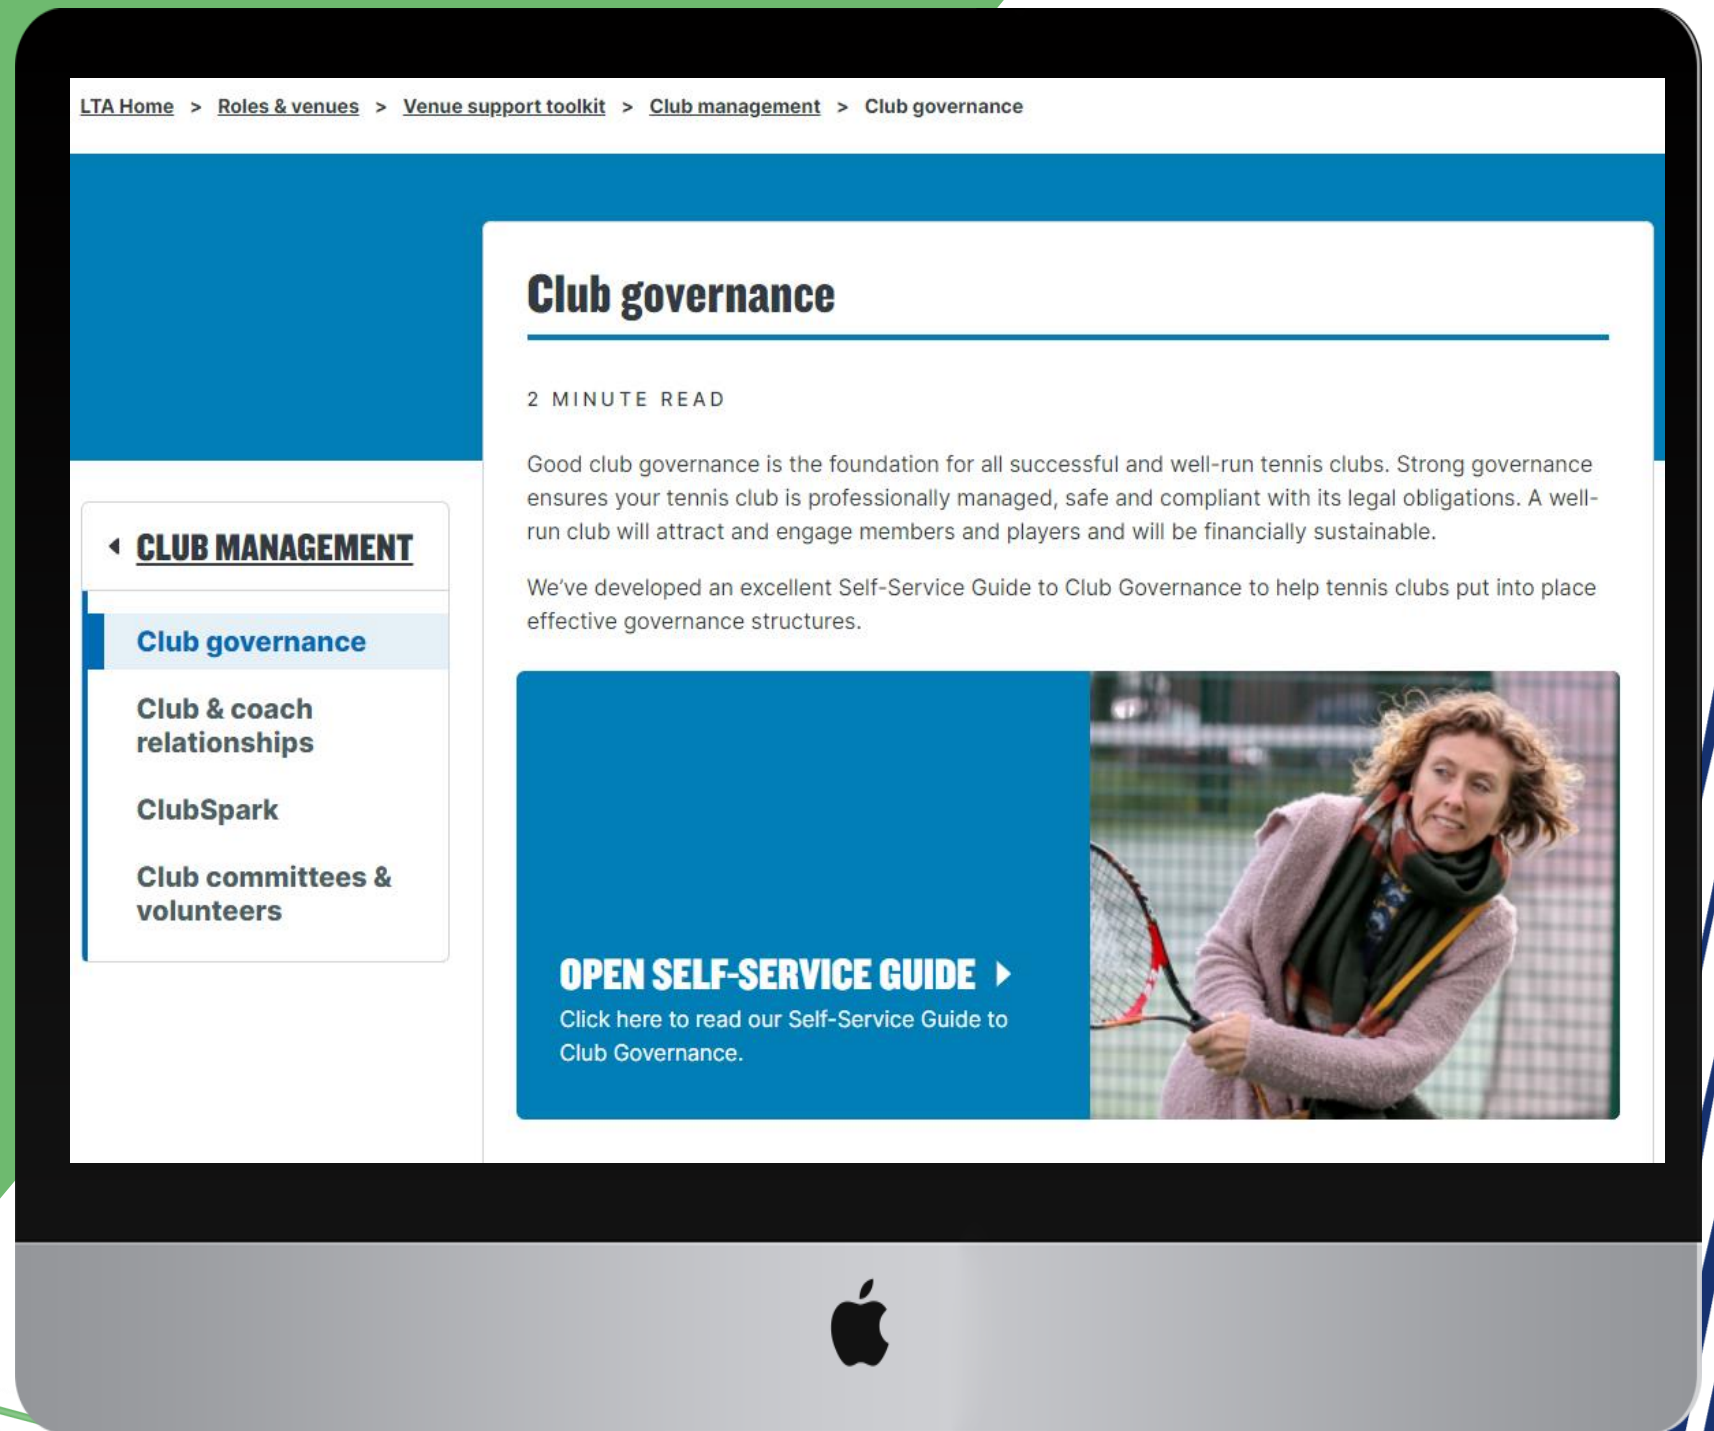 LTA Home > Roles & venues > Venue support toolkit > Club management > Club governance
Club governance
2 MINUTE READ
Good club governance is the foundation for all successful and well-run tennis clubs. Strong governance
ensures your tennis club is professionally managed, safe and compliant with its legal obligations. A well-
run club will attract and engage members and players and will be financially sustainable.
We’ve developed an excellent Self-Service Guide to Club Governance to help tennis clubs put into place
effective governance structures.
CLUB MANAGEMENT
Club governance
Club & coach
relationships
ClubSpark
Club committees &
volunteers
OPEN SELF-SERVICE GUIDE
Click here to read our Self-Service Guide to
Club Governance.